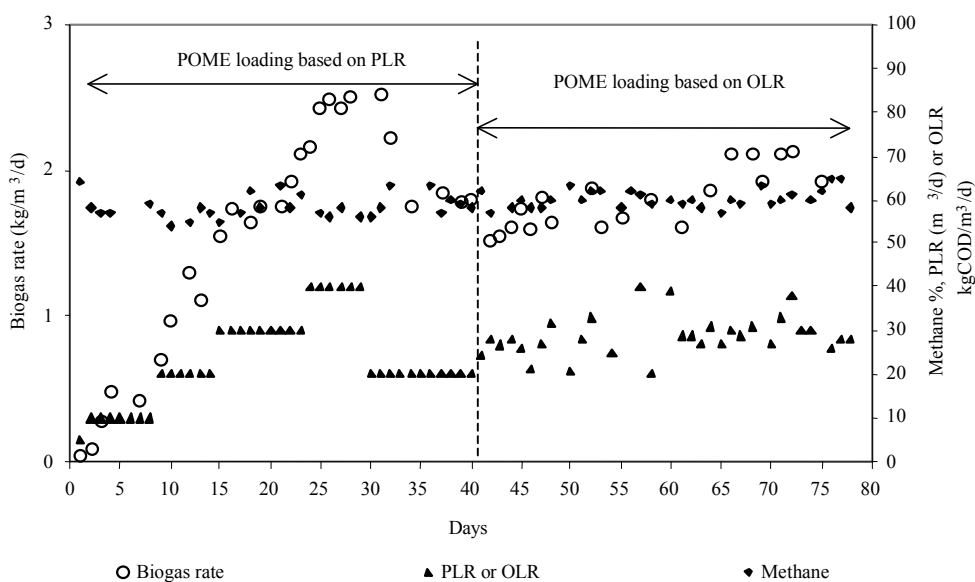 POME loading based on PLR
POME loading based on OLR
Biogas rate (kg/m ³/d)
3
2
1
0
Methane %, PLR (m ³/d) or OLR
kgCOD/m³/d)
100
90
80
70
60
50
40
30
20
10
0
0 5 10 15 20 25 30 35 40 45 50 55 60 65 70 75 80
Days
Biogas rate PLR or OLR Methane